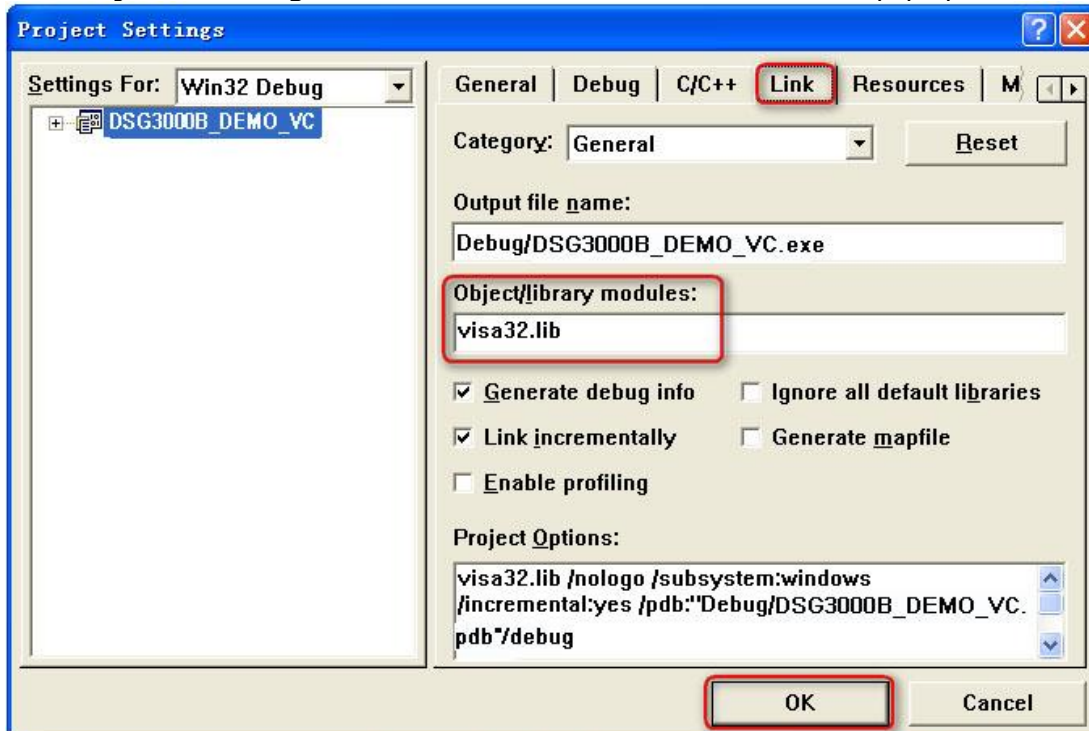 Project Settings
Settings For: Win32 Debug
DSG3000B_DEMO_VC
General Debug C/C++ Link Resources M
Category: General Reset
Output file name:
Debug/DSG3000B_DEMO_VC.exe
Object/library modules:
visa32.lib
Generate debug info Ignore all default libraries
Link incrementally Generate mapfile
Enable profiling
Project Options:
visa32.lib /nologo /subsystem:windows
/incremental:yes /pdb:"Debug/DSG3000B_DEMO_VC.
pdb"/debug
OK Cancel